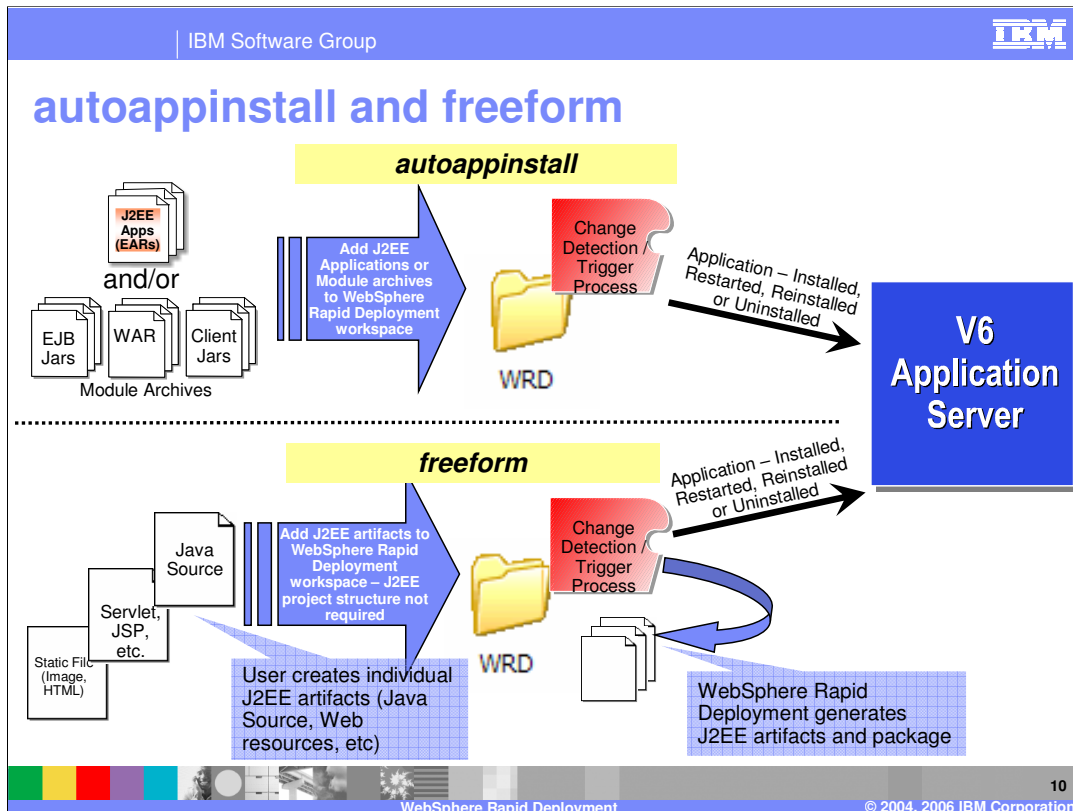 IBM Software Group
IBM
autoappinstall and freeform
autoappinstall
J2EE
Apps
(EARs)
and/or
EJB
Jars
WAR
Client
Jars
Module Archives
Add J2EE
Applications or
Module archives
to WebSphere
Rapid Deployment
workspace
WRD
Change
Detection /
Trigger
Process
Application – Installed,
Restarted, Reinstalled
or Uninstalled
V6
Application
Server
freeform
Java
Source
Servlet,
JSP,
etc.
Static File
(Image,
HTML)
Add J2EE artifacts to
WebSphere Rapid
Deployment
workspace – J2EE
project structure not
required
WRD
Change
Detection /
Trigger
Process
Application – Installed,
Restarted, Reinstalled
or Uninstalled
User creates individual
J2EE artifacts (Java
Source, Web
resources, etc)
WebSphere Rapid
Deployment generates
J2EE artifacts and package
10
WebSphere Rapid Deployment
© 2004, 2006 IBM Corporation